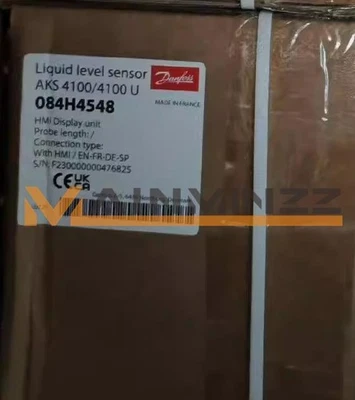 Liquid level sensor
AKS 4100/4100 U
084H4548
Danfoss
MADE IN FRANCE
HMI Display unit
Probe length: /
Connection type:
With HMI / EN-FR-DE-SP
S/N: F230000000476825
CE UK
CA